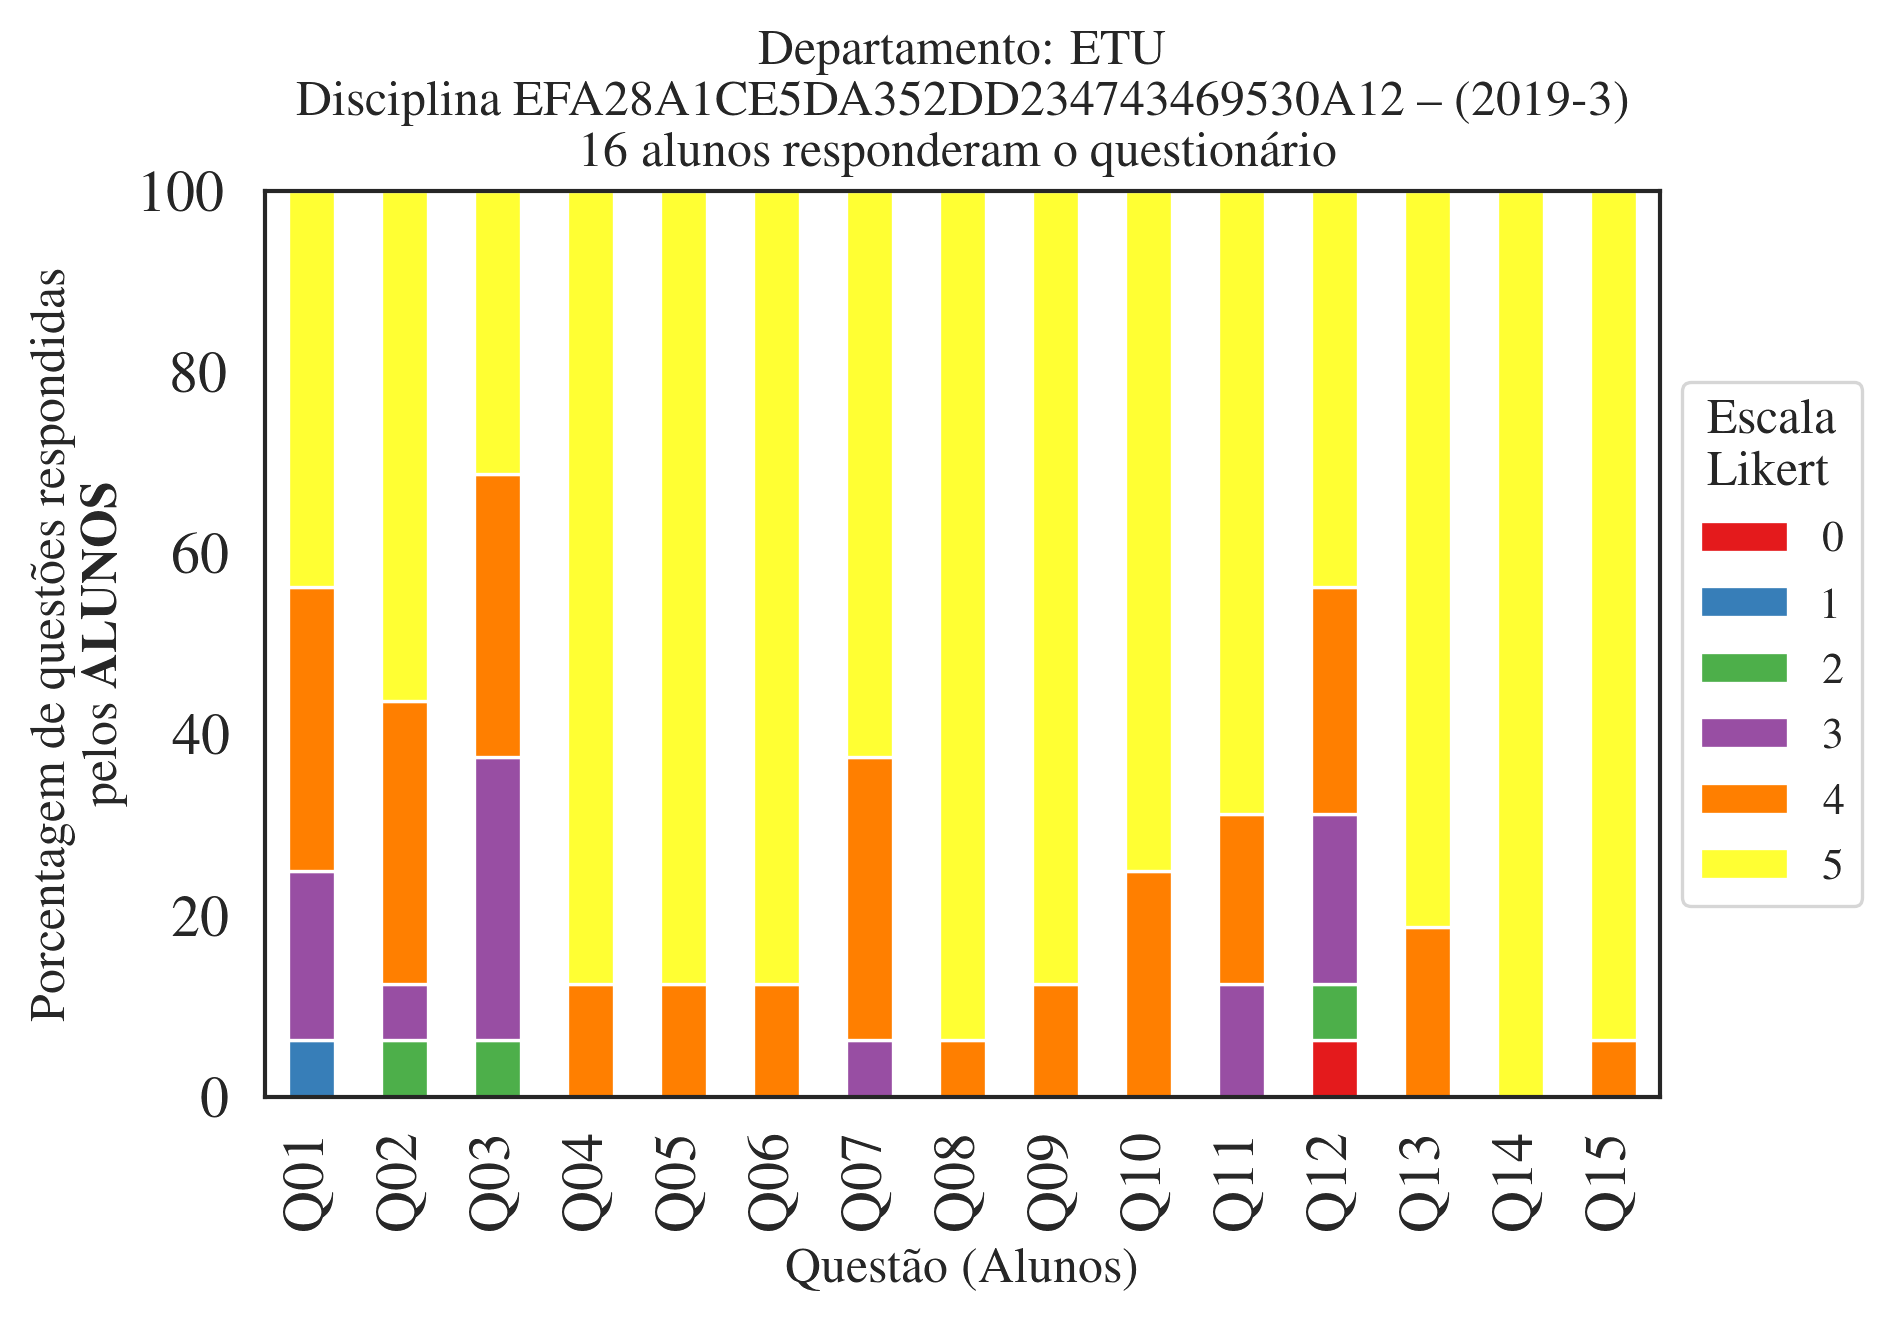 Departamento: ETU
Disciplina EFA28A1CE5DA352DD234743469530A12 – (2019-3)
16 alunos responderam o questionário
Porcentagem de questões respondidas
pelos ALUNOS
100
80
60
40
20
0
Q01
Q02
Q03
Q04
Q05
Q06
Q07
Q08
Q09
Q10
Q11
Q12
Q13
Q14
Q15
Questão (Alunos)
Escala
Likert
0
1
2
3
4
5